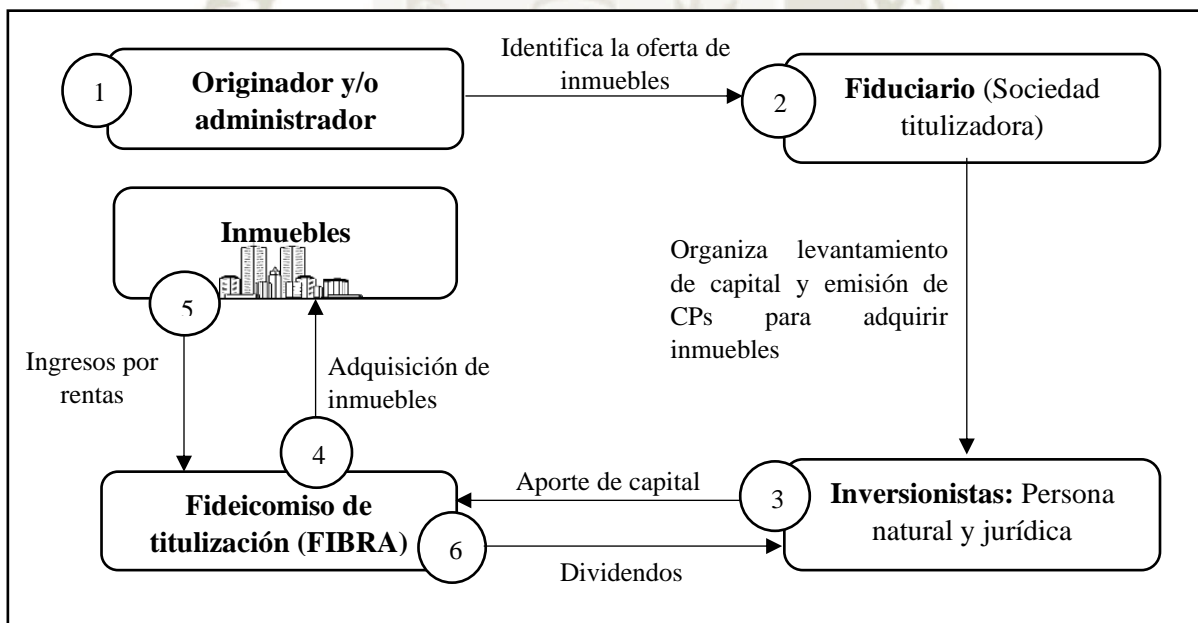 1
Originador y/o
administrador
Identifica la oferta de
inmuebles
2
Fiduciario (Sociedad
titulizadora)
Inmuebles
5
Ingresos por
rentas
Adquisición de
inmuebles
Organiza levantamiento
de capital y emisión de
CPs para adquirir
inmuebles
4
Fideicomiso de
titulización (FIBRA)
6
Aporte de capital
Dividendos
3
Inversionistas: Persona
natural y jurídica